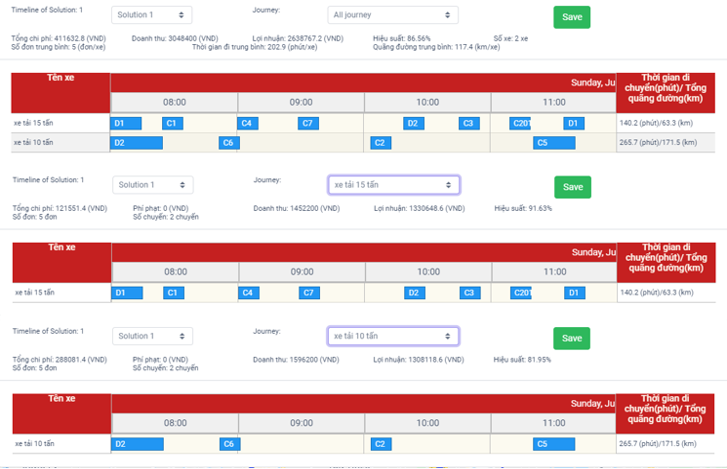 Timeline of Solution: 1 Solution 1 Journey: All journey Save
Tổng chi phí: 411632.8 (VND) Doanh thu: 3048400 (VND) Lợi nhuận: 2638767.2 (VND) Hiệu suất: 86.56% Số xe: 2 xe
Số đơn trung bình: 5 (đơn/xe) Thời gian đi trung bình: 202.9 (phút/xe) Quãng đường trung bình: 117.4 (km/xe)
Tên xe Sunday, Ju Thời gian di
chuyển(phút)/ Tổng
quãng đường(km)
08:00 09:00 10:00 11:00
xe tải 15 tấn D1 C1 C4 C7 D2 C3 C201 D1 140.2 (phút)/63.3 (km)
xe tải 10 tấn D2 C6 C2 C5 265.7 (phút)/171.5 (km)
Timeline of Solution: 1 Solution 1 Journey: xe tải 15 tấn Save
Tổng chi phí: 121551.4 (VND) Phí phạt: 0 (VND) Doanh thu: 1452200 (VND) Lợi nhuận: 1330648.6 (VND) Hiệu suất: 91.63%
Số đơn: 5 đơn Số chuyến: 2 chuyến
Tên xe Sunday, Ju Thời gian di
chuyển(phút)/ Tổng
quãng đường(km)
08:00 09:00 10:00 11:00
xe tải 15 tấn D1 C1 C4 C7 D2 C3 C201 D1 140.2 (phút)/63.3 (km)
Timeline of Solution: 1 Solution 1 Journey: xe tải 10 tấn Save
Tổng chi phí: 288081.4 (VND) Phí phạt: 0 (VND) Doanh thu: 1596200 (VND) Lợi nhuận: 1308118.6 (VND) Hiệu suất: 81.95%
Số đơn: 5 đơn Số chuyến: 2 chuyến
Tên xe Sunday, Ju Thời gian di
chuyển(phút)/ Tổng
quãng đường(km)
08:00 09:00 10:00 11:00
xe tải 10 tấn D2 C6 C2 C5 265.7 (phút)/171.5 (km)